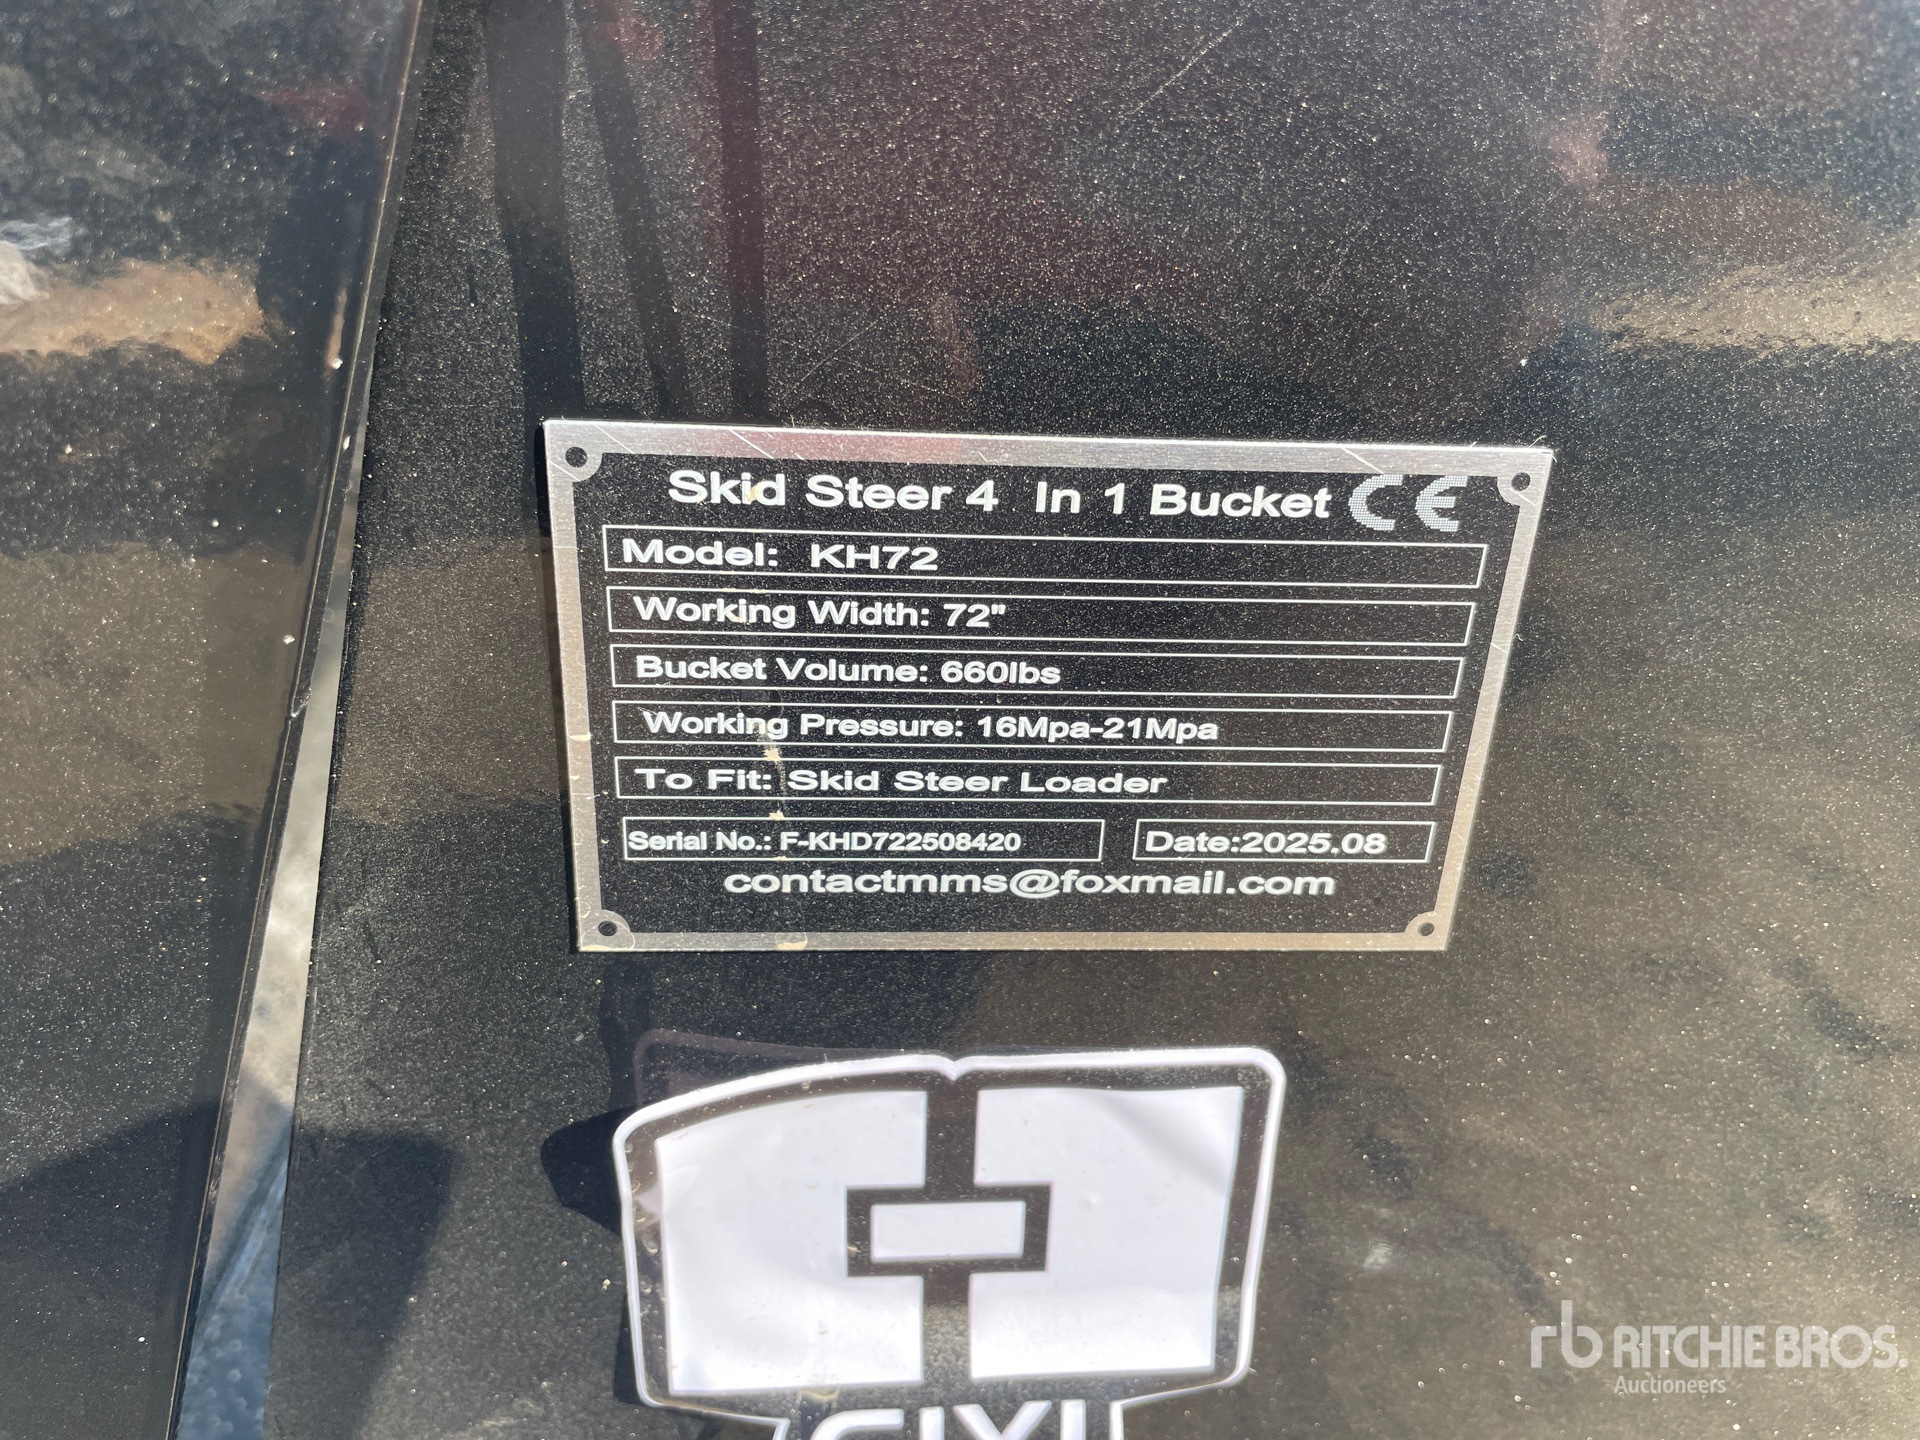 Skid Steer 4 In 1 Bucket CE
Model: KH72
Working Width: 72"
Bucket Volume: 660lbs
Working Pressure: 16Mpa-21Mpa
To Fit: Skid Steer Loader
Serial No.: F-KHD722508420 Date:2025.08
contactmms@foxmail.com
rb RITCHIE BROS.
Auctioneers